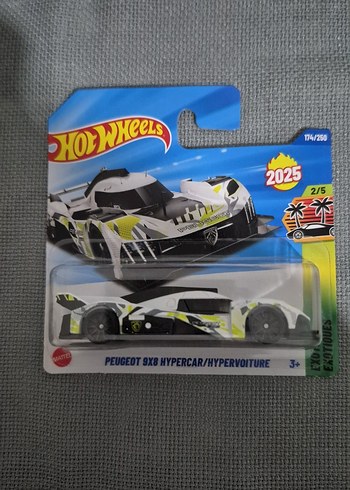 HOT WHEELS
174/250
2025
2/5
PEUGEOT 9X8 HYPERCAR/HYPERVOITURE
3+
MATTEL
EXOTIQUES